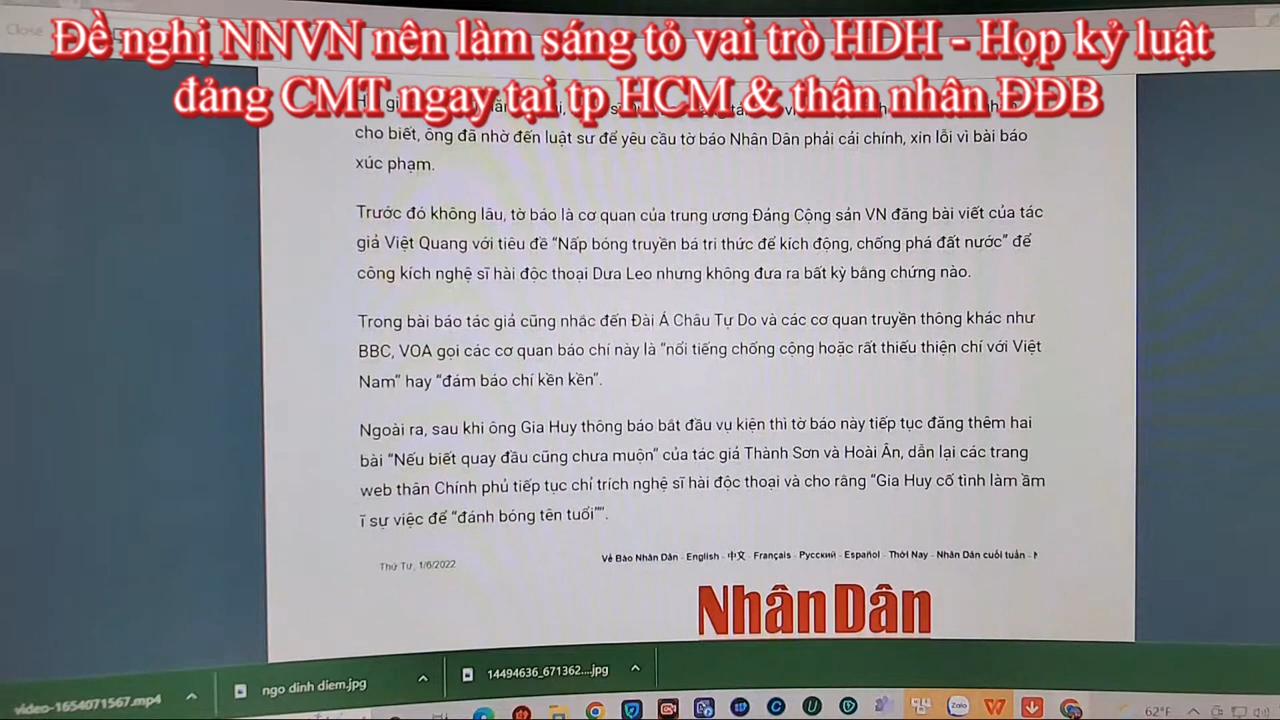 Close
Đề nghị NNVN nên làm sáng tỏ vai trò HDH - Họp kỷ luật
đảng CMT ngay tại tp HCM & thân nhân ĐĐB
cho biết, ông đã nhờ đến luật sư để yêu cầu tờ báo Nhân Dân phải cải chính, xin lỗi vì bài báo
xúc phạm.
Trước đó không lâu, tờ báo là cơ quan của trung ương Đảng Cộng sản VN đăng bài viết của tác
giả Việt Quang với tiêu đề “Nấp bóng truyền bá tri thức để kích động, chống phá đất nước” để
công kích nghệ sĩ hài độc thoại Dưa Leo nhưng không đưa ra bất kỳ bằng chứng nào.
Trong bài báo tác giả cũng nhắc đến Đài Á Châu Tự Do và các cơ quan truyền thông khác như
BBC, VOA gọi các cơ quan báo chí này là “nổi tiếng chống cộng hoặc rất thiếu thiện chí với Việt
Nam” hay “đám báo chí kền kền”.
Ngoài ra, sau khi ông Gia Huy thông báo bắt đầu vụ kiện thì tờ báo này tiếp tục đăng thêm hai
bài “Nếu biết quay đầu cũng chưa muộn” của tác giả Thành Sơn và Hoài Ân, dẫn lại các trang
web thân Chính phủ tiếp tục chỉ trích nghệ sĩ hài độc thoại và cho rằng “Gia Huy cố tình làm ầm
ĩ sự việc để “đánh bóng tên tuổi””.
Thứ Tư, 1/6/2022
Về Báo Nhân Dân - English - 中文 - Français - Русский - Español - Thời Nay - Nhân Dân cuối tuần -
Nhân Dân
video-1654071567.mp4
ngo dinh diem.jpg
14494636_671362....jpg
Zalo
62°F